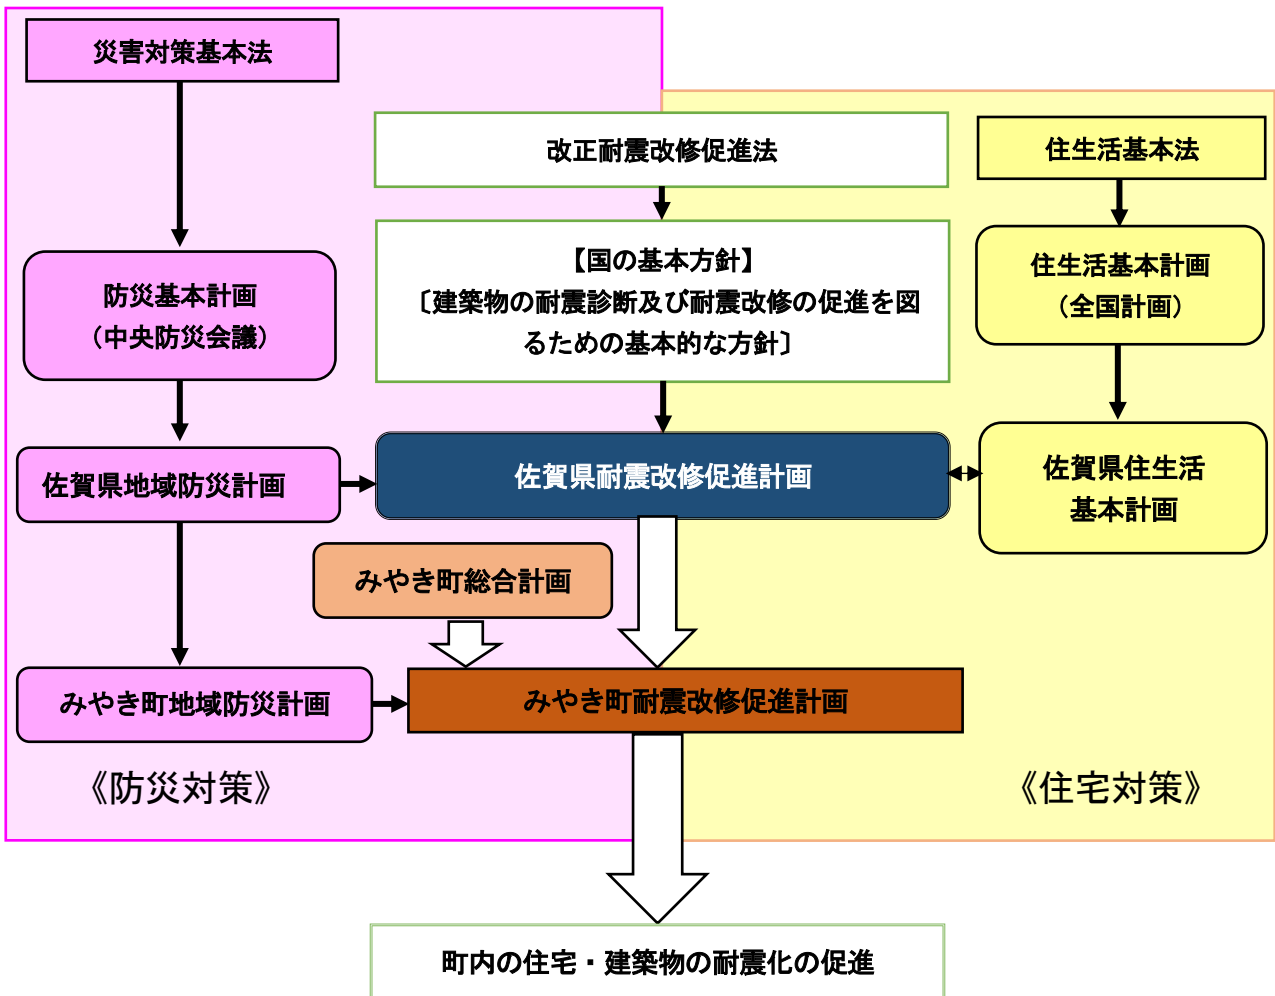 災害対策基本法
改正耐震改修促進法
住生活基本法
防災基本計画
（中央防災会議）
【国の基本方針】
〔建築物の耐震診断及び耐震改修の促進を図
るための基本的な方針〕
住生活基本計画
（全国計画）
佐賀県地域防災計画
佐賀県耐震改修促進計画
佐賀県住生活
基本計画
みやき町総合計画
みやき町地域防災計画
みやき町耐震改修促進計画
《防災対策》
《住宅対策》
町内の住宅・建築物の耐震化の促進